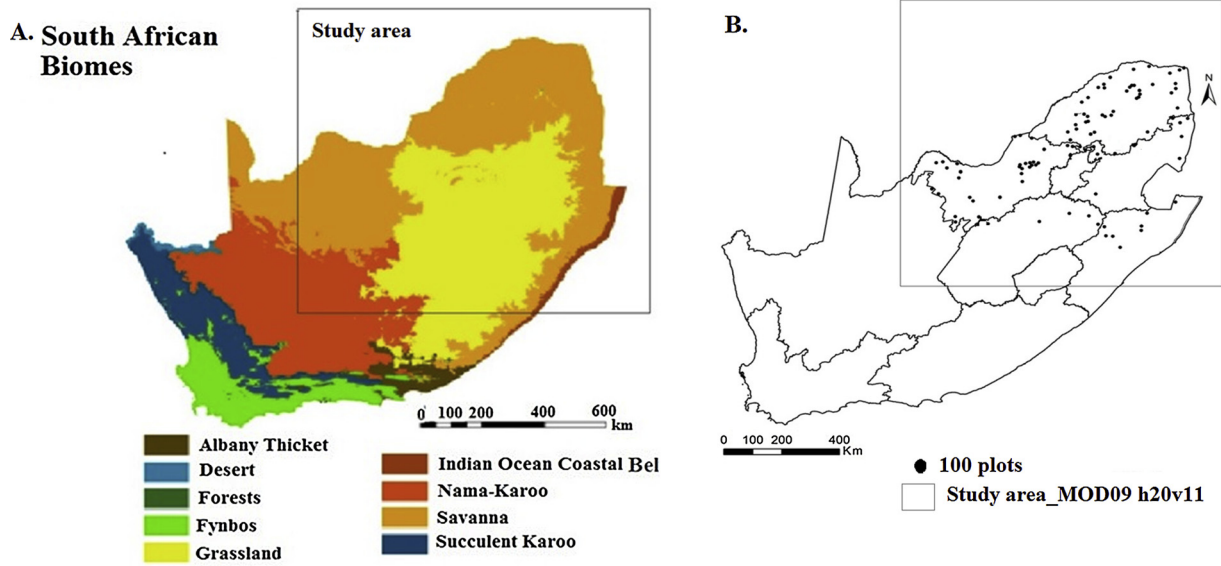 A. South African
Biomes
Study area
0 100 200 400 600
km
Albany Thicket
Desert
Forests
Fynbos
Grassland
Indian Ocean Coastal Bel
Nama-Karoo
Savanna
Succulent Karoo
B.
N
0 100 200 400
Km
100 plots
Study area_MOD09 h20v11